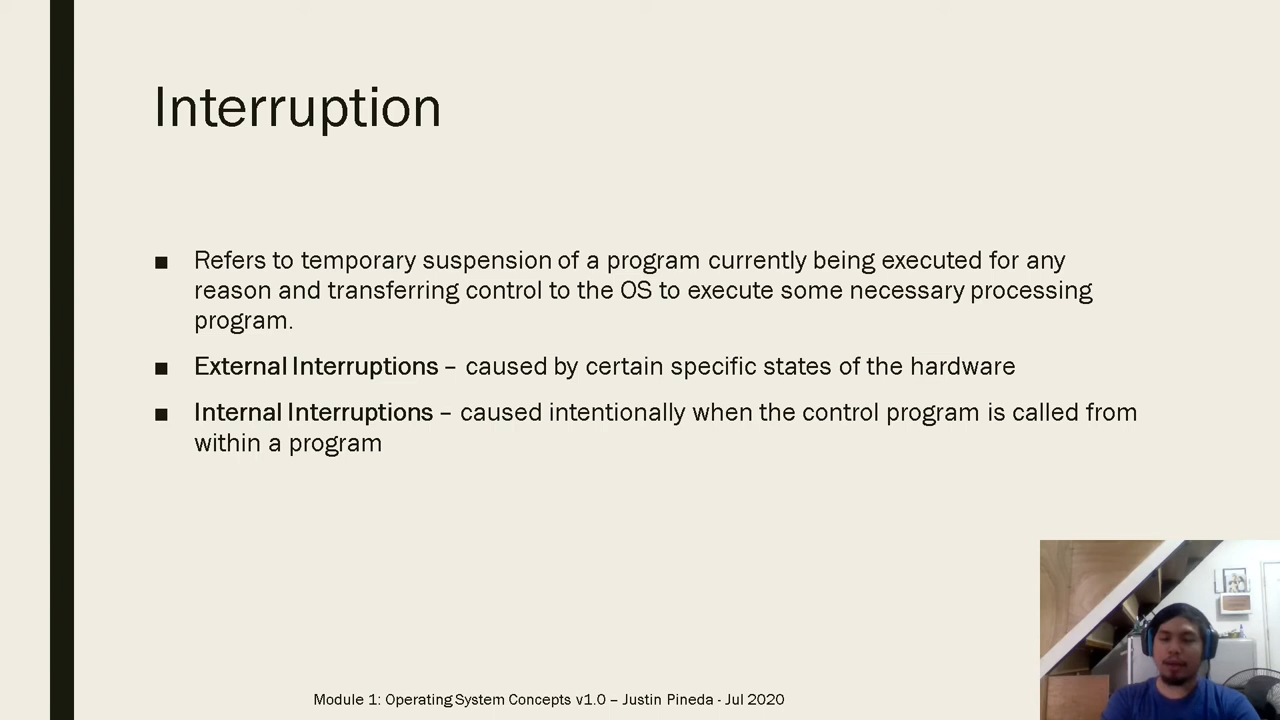 Interruption
■ Refers to temporary suspension of a program currently being executed for any
reason and transferring control to the OS to execute some necessary processing
program.
■ External Interruptions – caused by certain specific states of the hardware
■ Internal Interruptions – caused intentionally when the control program is called from
within a program
Module 1: Operating System Concepts v1.0 – Justin Pineda - Jul 2020